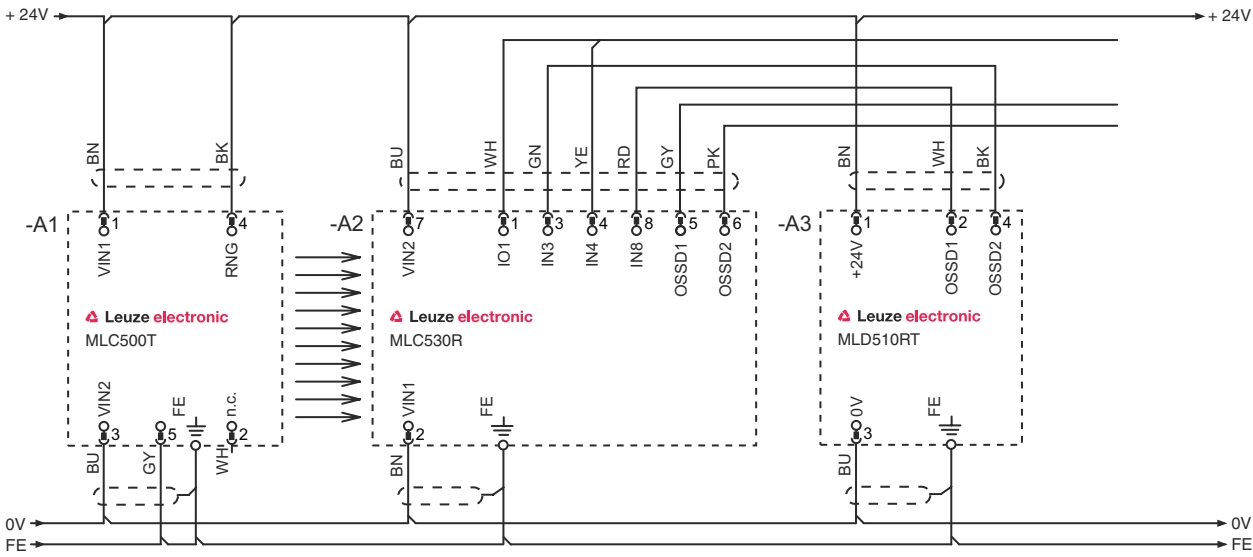 + 24V
+ 24V
BN
BK
BU
WH
GN
YE
RD
GY
PK
BN
WH
BK
-A1
1
4
-A2
7
1
3
4
8
5
6
-A3
1
2
4
VIN1
RNG
VIN2
IO1
IN3
IN4
IN8
OSSD1
OSSD2
+24V
OSSD1
OSSD2
Leuze electronic
MLC500T
Leuze electronic
MLC530R
Leuze electronic
MLD510RT
VIN2
FE
n.c.
VIN1
FE
0V
FE
3
5
2
2
3
BU
GY
WH
BN
BU
0V
0V
FE
FE